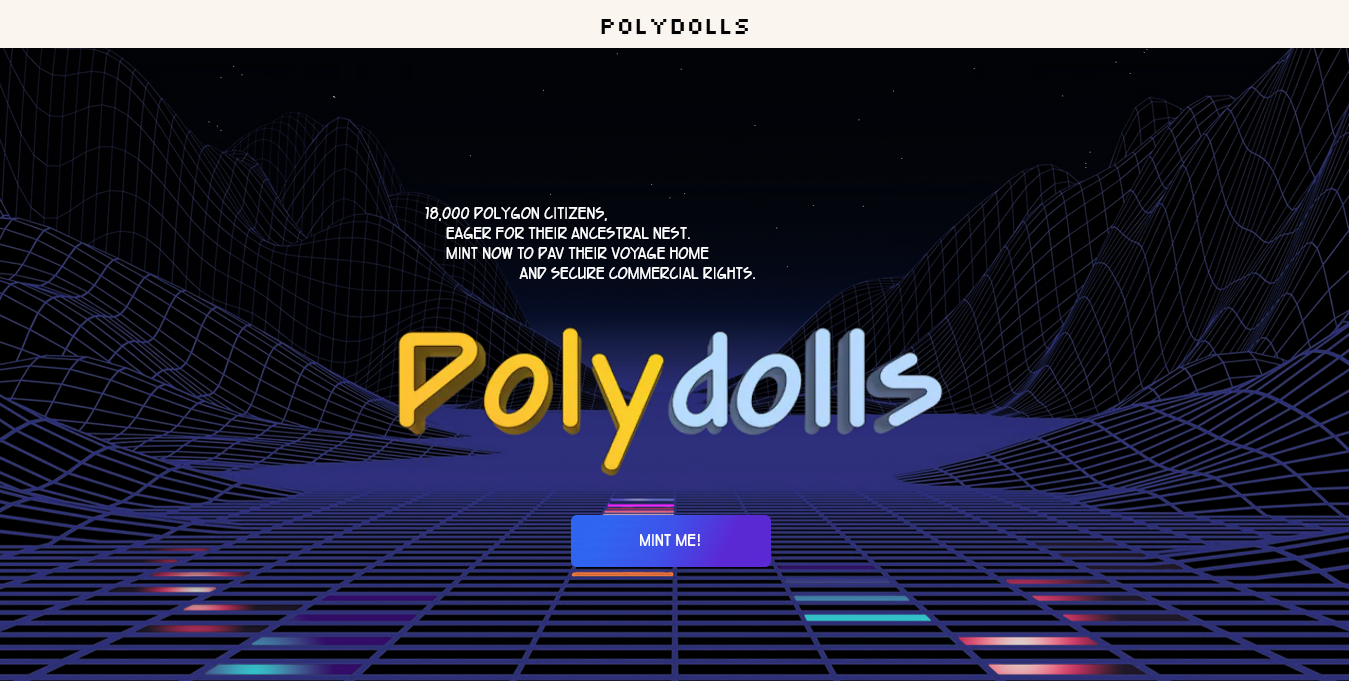 POLYDOLLS
18,000 POLYGON CITIZENS,
EAGER FOR THEIR ANCESTRAL NEST.
MINT NOW TO PAV THEIR VOYAGE HOME
AND SECURE COMMERCIAL RIGHTS.
Polydolls
MINT ME!